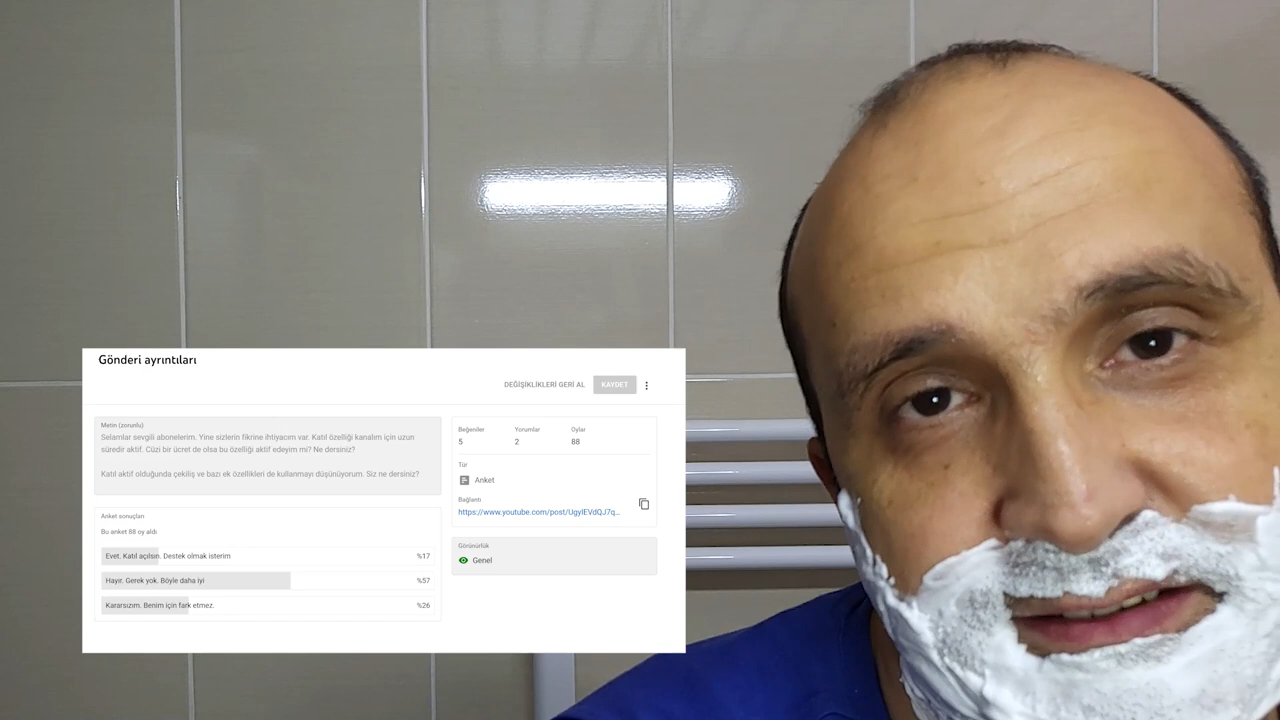 Gönderi ayrıntıları
DEĞİŞİKLİKLERİ GERİ AL
KAYDET
Metin (zorunlu)
Selamlar sevgili abonelerim. Yine sizlerin fikrine ihtiyacım var. Katıl özelliği kanalım için uzun
süredir aktif. Cüzi bir ücret de olsa bu özelliği aktif edeyim mi? Ne dersiniz?
Katıl aktif olduğunda çekiliş ve bazı ek özellikleri de kullanmayı düşünüyorum. Siz ne dersiniz?
Anket sonuçları
Bu anket 88 oy aldı
Evet. Katıl açılsın. Destek olmak isterim %17
Hayır. Gerek yok. Böyle daha iyi %57
Kararsızım. Benim için fark etmez. %26
Beğeniler Yorumlar Oylar
5 2 88
Tür
Anket
Bağlantı
https://www.youtube.com/post/UgyIEVdQJ7q...
Görünürlük
Genel